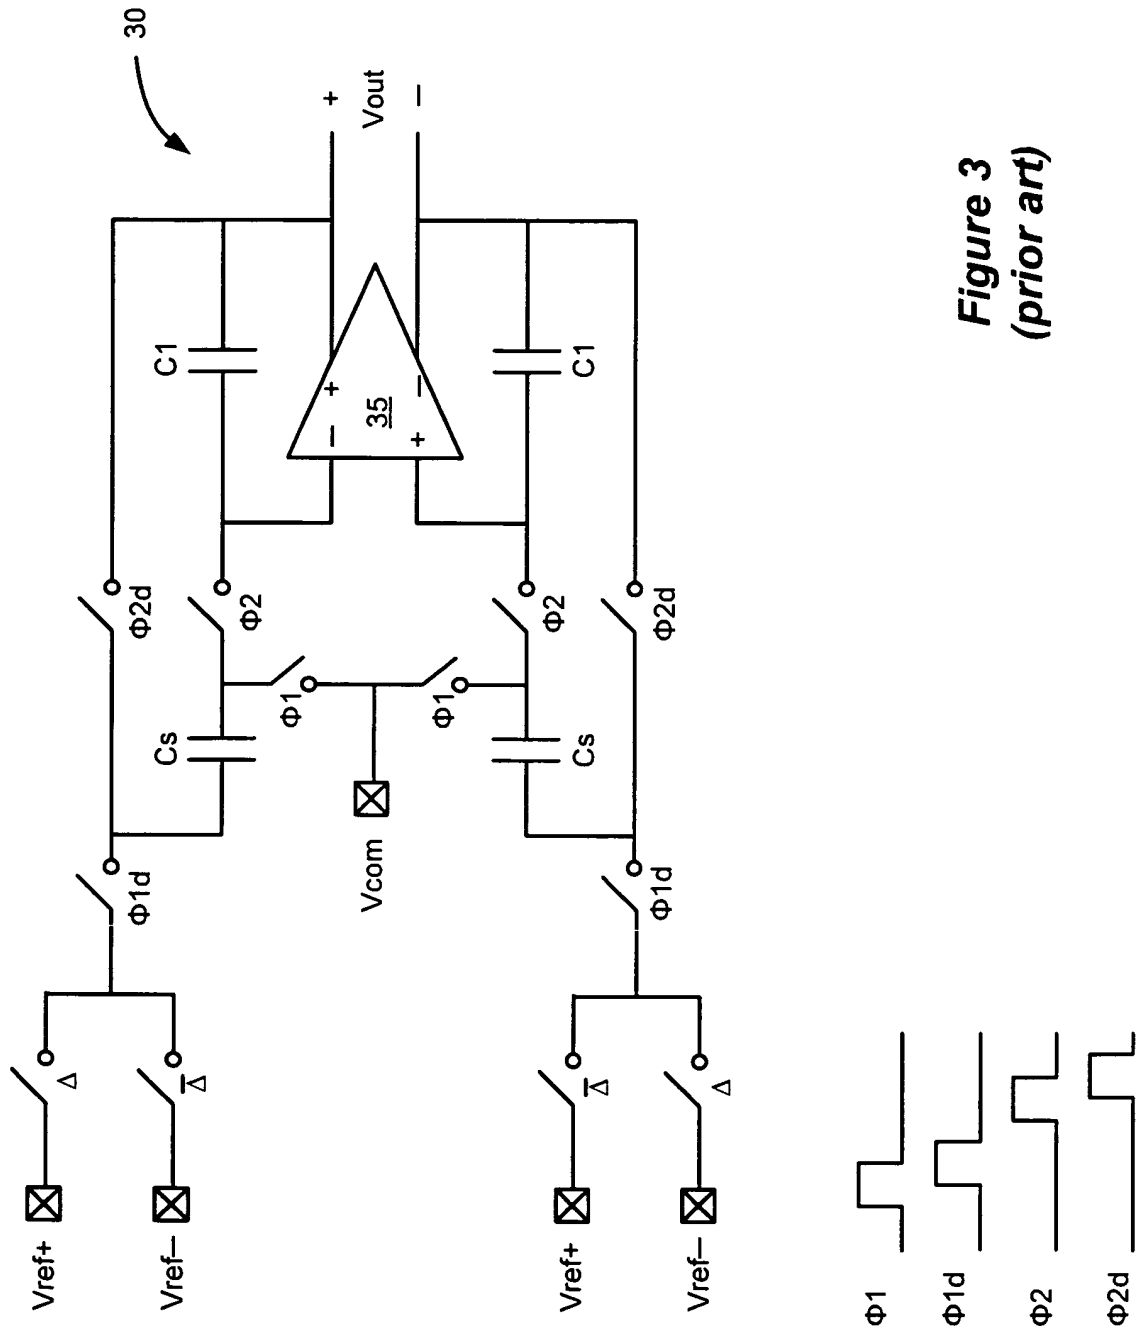 30
Vref+
Δ
Vref−
Δ̅
Φ1d
Φ2d
Cs
Φ2
C1
Φ1
Vcom
Φ1
− +
35
+ −
+
Vout
−
Vref+
Δ̅
Vref−
Δ
Φ1d
Cs
Φ2
C1
Φ2d
Φ1
Φ1d
Φ2
Φ2d
Figure 3
(prior art)